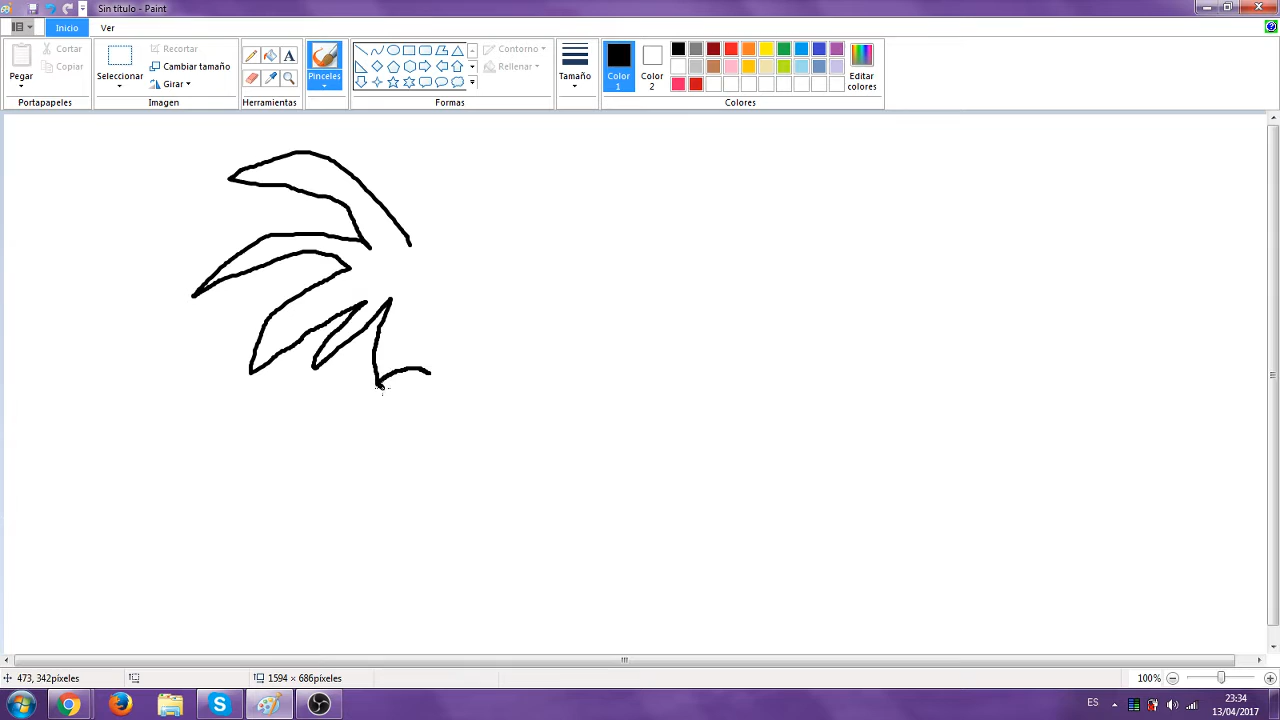 Sin título - Paint
Inicio
Ver
Pegar
Cortar
Copiar
Portapapeles
Seleccionar
Recortar
Cambiar tamaño
Girar
Imagen
A
Herramientas
Pinceles
Contorno
Rellenar
Formas
Tamaño
Color 1
Color 2
Editar colores
Colores
473, 342píxeles
1594 × 686píxeles
100%
ES
23:34
13/04/2017